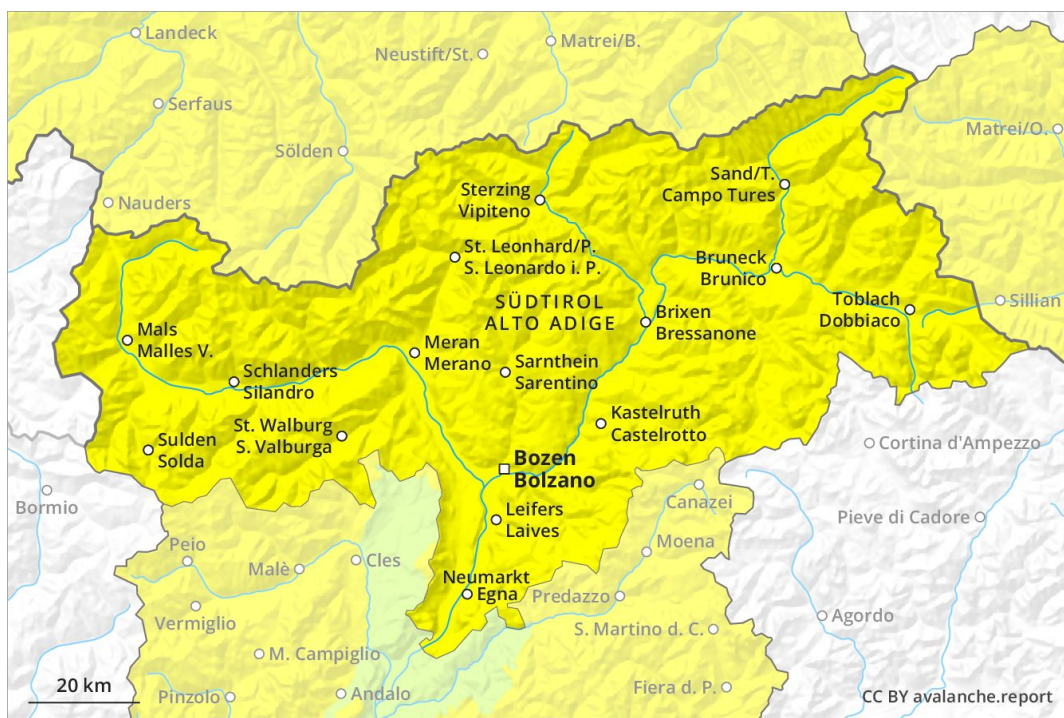 Landeck
Matrei/B.
Neustift/St.
Serfaus
Matrei/O.
Sölden
Sand/T.
Campo Tures
Sterzing
Vipiteno
Nauders
St. Leonhard/P.
S. Leonardo i. P.
Bruneck
Brunico
SÜDTIROL
ALTO ADIGE
Toblach
Dobbiaco
Sillian
Brixen
Bressanone
Mals
Malles V.
Meran
Merano
Sarnthein
Sarentino
Schlanders
Silandro
Kastelruth
Castelrotto
St. Walburg
S. Valburga
Sulden
Solda
Cortina d'Ampezzo
Bozen
Bolzano
Canazei
Bormio
Leifers
Laives
Pieve di Cadore
Peio
Moena
Cles
Malè
Neumarkt
Egna
Predazzo
Vermiglio
Agordo
S. Martino d. C.
M. Campiglio
20 km
Pinzolo
Andalo
Fiera d. P.
CC BY avalanche.report